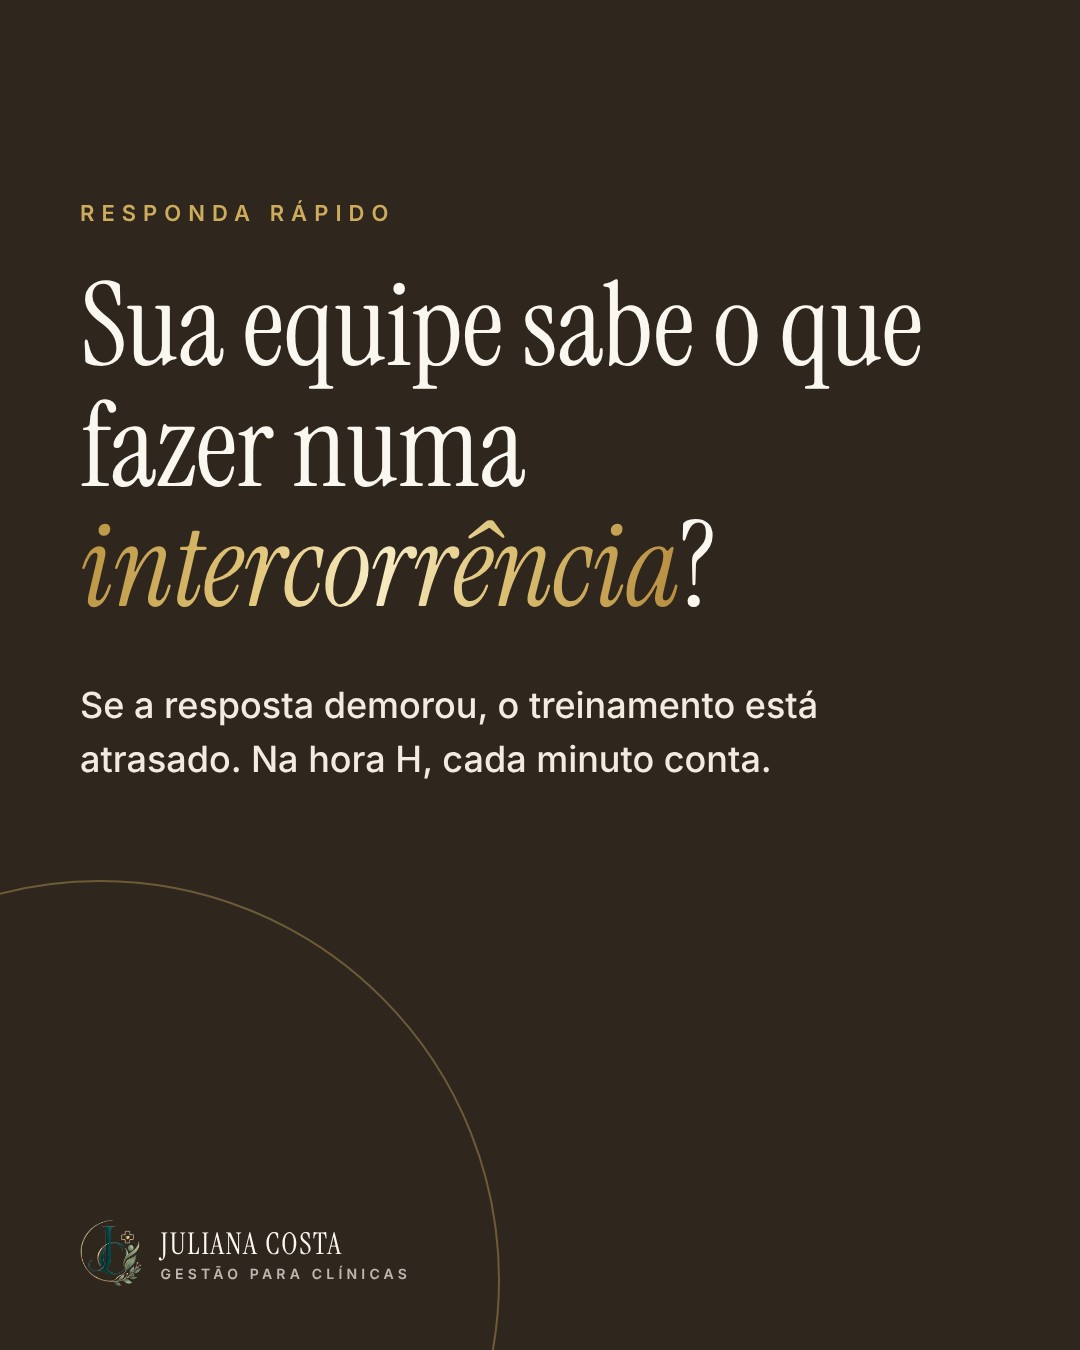 RESPONDA RÁPIDO
Sua equipe sabe o que
fazer numa
intercorrência?
Se a resposta demorou, o treinamento está
atrasado. Na hora H, cada minuto conta.
JULIANA COSTA
GESTÃO PARA CLÍNICAS